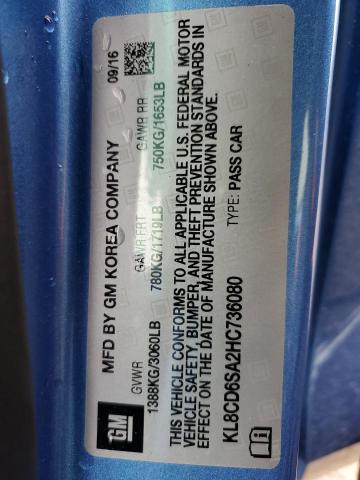 GM
MFD BY GM KOREA COMPANY 09/16
GVWR GAWR FRT GAWR RR
1388KG/3060LB 780KG/1719LB 750KG/1653LB
THIS VEHICLE CONFORMS TO ALL APPLICABLE U.S. FEDERAL MOTOR
VEHICLE SAFETY, BUMPER, AND THEFT PREVENTION STANDARDS IN
EFFECT ON THE DATE OF MANUFACTURE SHOWN ABOVE.
KL8CD6SA2HC736080 TYPE: PASS CAR